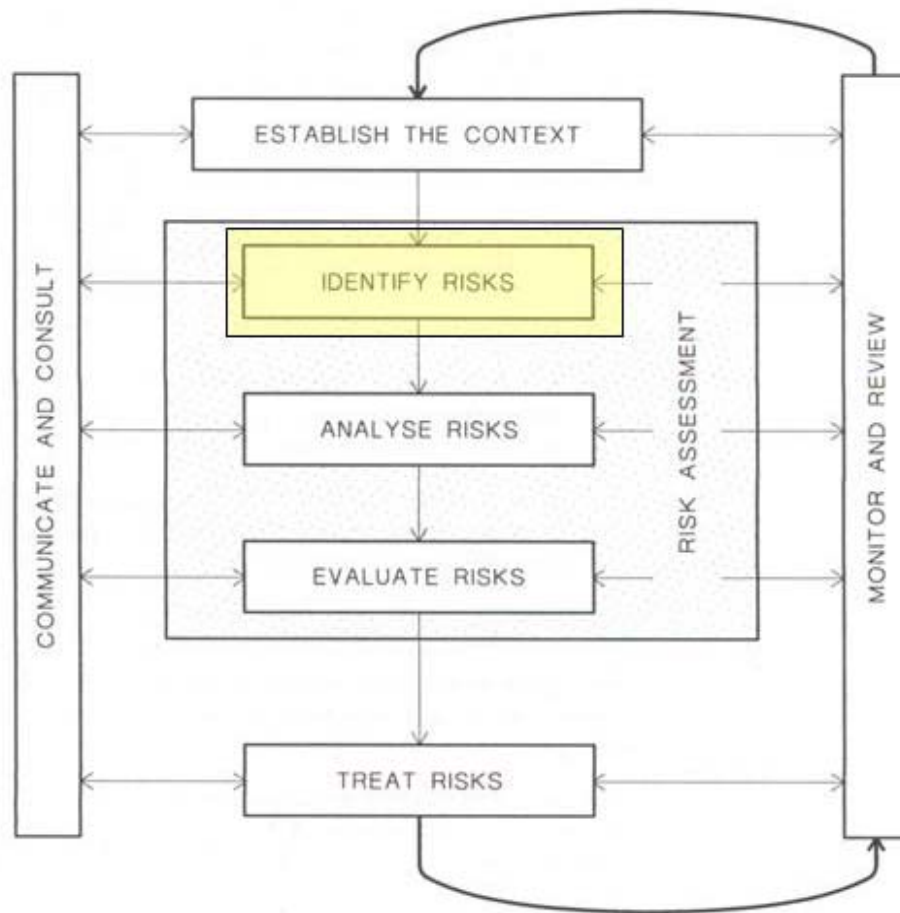 COMMUNICATE AND CONSULT
ESTABLISH THE CONTEXT
IDENTIFY RISKS
ANALYSE RISKS
EVALUATE RISKS
RISK ASSESSMENT
TREAT RISKS
MONITOR AND REVIEW